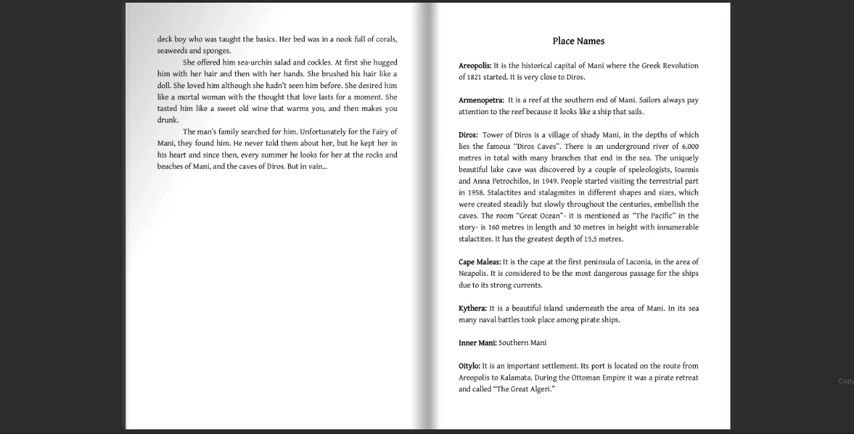 deck boy who was taught the basics. Her bed was in a nook full of corals,
seaweeds and sponges.
She offered him sea-urchin salad and cockles. At first she hugged
him with her hair and then with her hands. She brushed his hair like a
doll. She loved him although she hadn't seen him before. She desired him
like a mortal woman with the thought that love lasts for a moment. She
tasted him like a sweet old wine that warms you, and then makes you
drunk.
The man's family searched for him. Unfortunately for the Fairy of
Mani, they found him. He never told them about her, but he kept her in
his heart and since then, every summer he looks for her at the rocks and
beaches of Mani, and the caves of Diros. But in vain...
Place Names
Areopolis: It is the historical capital of Mani where the Greek Revolution
of 1821 started. It is very close to Diros.
Armenopetra: It is a reef at the southern end of Mani. Sailors always pay
attention to the reef because it looks like a ship that sails.
Diros: Tower of Diros is a village of shady Mani, in the depths of which
lies the famous "Diros Caves". There is an underground river of 6,000
metres in total with many branches that end in the sea. The uniquely
beautiful lake cave was discovered by a couple of speleologists, Ioannis
and Anna Petrochilos, in 1949. People started visiting the terrestrial part
in 1958. Stalactites and stalagmites in different shapes and sizes, which
were created steadily but slowly throughout the centuries, embellish the
caves. The room "Great Ocean"- it is mentioned as "The Pacific" in the
story- is 160 metres in length and 30 metres in height with innumerable
stalactites. It has the greatest depth of 15.5 metres.
Cape Maleas: It is the cape at the first peninsula of Laconia, in the area of
Neapolis. It is considered to be the most dangerous passage for the ships
due to its strong currents.
Kythera: It is a beautiful island underneath the area of Mani. In its sea
many naval battles took place among pirate ships.
Inner Mani: Southern Mani
Oitylo: It is an important settlement. Its port is located on the route from
Areopolis to Kalamata. During the Ottoman Empire it was a pirate retreat
and called "The Great Algeri."
Copy